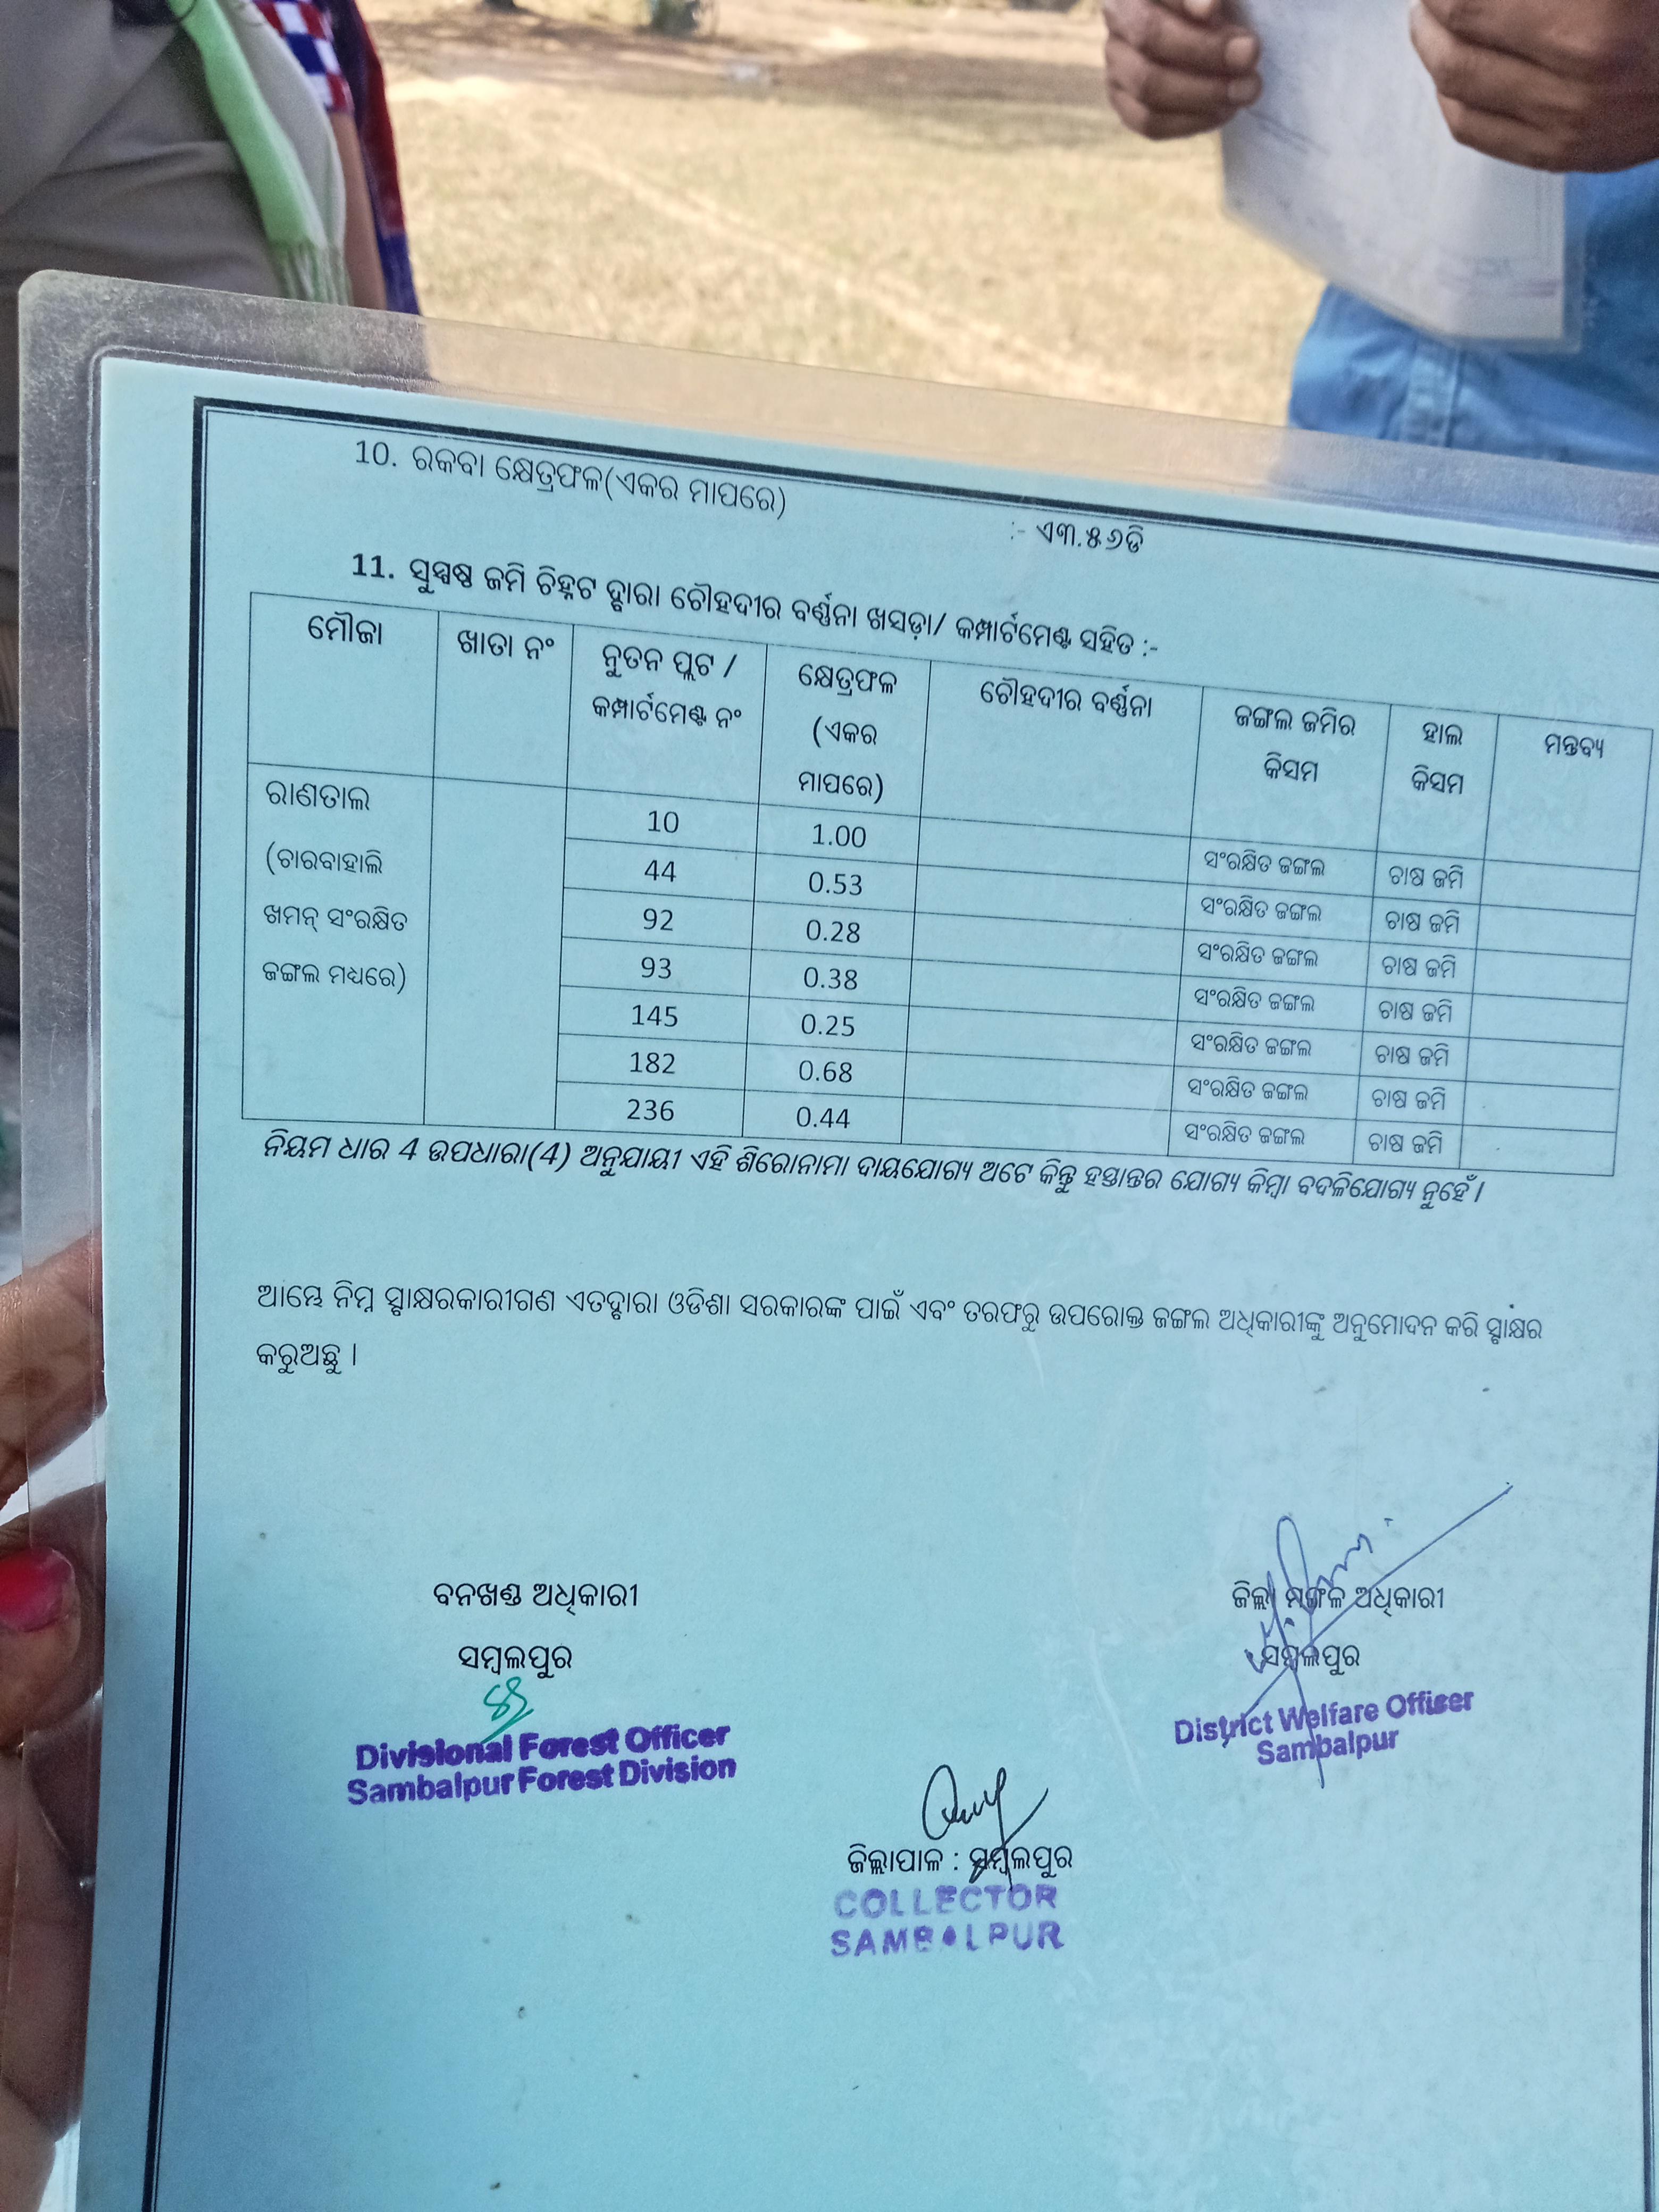 10. ରକବା କ୍ଷେତ୍ରଫଳ(ଏକର ମାପରେ) :- ଏ୩.୫୬ଡି
11. ସୁସ୍ପଷ୍ଠ ଜମି ଚିହ୍ନଟ ଦ୍ବାରା ଚୌହଦୀର ବର୍ଣ୍ଣନା ଖସଡ଼ା/ କମ୍ପାର୍ଟମେଣ୍ଟ ସହିତ :-
ମୌଜା ଖାତା ନଂ ନୁତନ ପ୍ଲଟ / କମ୍ପାର୍ଟମେଣ୍ଟ ନଂ କ୍ଷେତ୍ରଫଳ (ଏକର ମାପରେ) ଚୌହଦୀର ବର୍ଣ୍ଣନା ଜଙ୍ଗଲ ଜମିର କିସମ ହାଲ କିସମ ମନ୍ତବ୍ୟ
ରାଣତାଲ
(ଚାରବାହାଲି
ଖମନ୍ ସଂରକ୍ଷିତ
ଜଙ୍ଗଲ ମଧ୍ୟରେ)
10 1.00 ସଂରକ୍ଷିତ ଜଙ୍ଗଲ ଚାଷ ଜମି
44 0.53 ସଂରକ୍ଷିତ ଜଙ୍ଗଲ ଚାଷ ଜମି
92 0.28 ସଂରକ୍ଷିତ ଜଙ୍ଗଲ ଚାଷ ଜମି
93 0.38 ସଂରକ୍ଷିତ ଜଙ୍ଗଲ ଚାଷ ଜମି
145 0.25 ସଂରକ୍ଷିତ ଜଙ୍ଗଲ ଚାଷ ଜମି
182 0.68 ସଂରକ୍ଷିତ ଜଙ୍ଗଲ ଚାଷ ଜମି
236 0.44 ସଂରକ୍ଷିତ ଜଙ୍ଗଲ ଚାଷ ଜମି
ନିୟମ ଧାର 4 ଉପଧାରା(4) ଅନୁଯାୟୀ ଏହି ଶିରୋନାମା ଦାୟଯୋଗ୍ୟ ଅଟେ କିନ୍ତୁ ହସ୍ତାନ୍ତର ଯୋଗ୍ୟ କିମ୍ବା ବଦଳିଯୋଗ୍ୟ ନୁହେଁ ।
ଆମ୍ଭେ ନିମ୍ନ ସ୍ବାକ୍ଷରକାରୀଗଣ ଏତଦ୍ବାରା ଓଡିଶା ସରକାରଙ୍କ ପାଇଁ ଏବଂ ତରଫରୁ ଉପରୋକ୍ତ ଜଙ୍ଗଲ ଅଧିକାରୀଙ୍କୁ ଅନୁମୋଦନ କରି ସ୍ବାକ୍ଷର
କରୁଅଛୁ ।
ବନଖଣ୍ଡ ଅଧିକାରୀ
ସମ୍ବଲପୁର
Divisional Forest Officer
Sambalpur Forest Division
ଜିଲ୍ଲା ମଙ୍ଗଳ ଅଧିକାରୀ
ସମ୍ବଲପୁର
District Welfare Officer
Sambalpur
ଜିଲ୍ଲାପାଳ : ସମ୍ବଲପୁର
COLLECTOR
SAMBALPUR